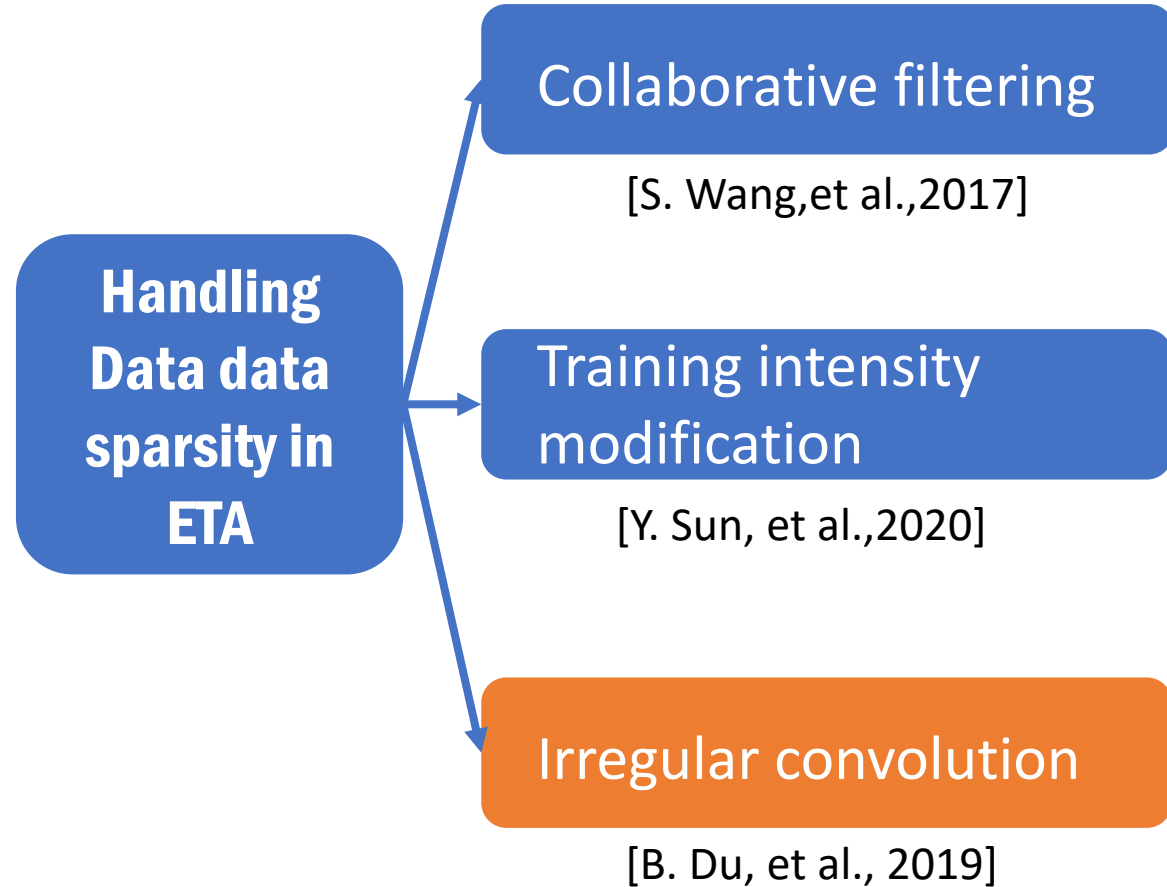 Handling
Data data
sparsity in
ETA
Collaborative filtering
[S. Wang,et al.,2017]
Training intensity
modification
[Y. Sun, et al.,2020]
Irregular convolution
[B. Du, et al., 2019]